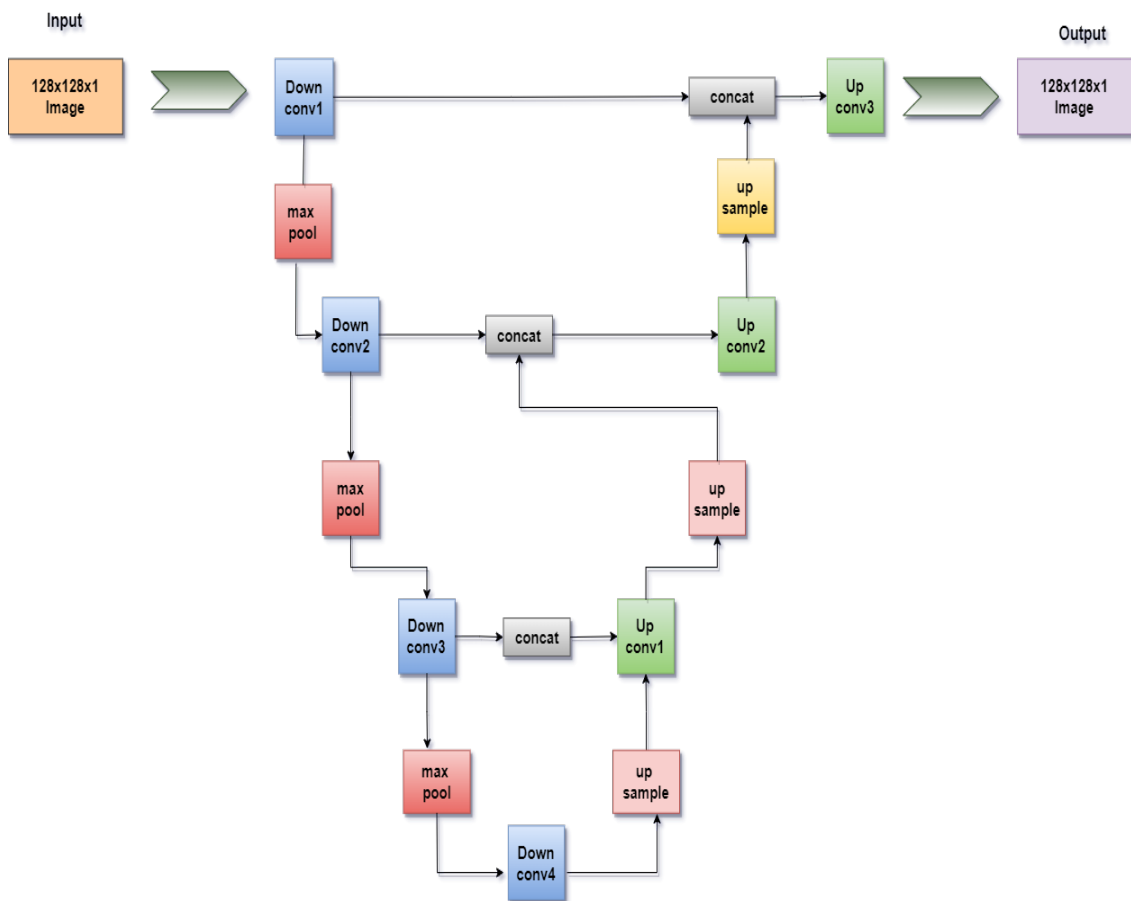 Input
Output
128x128x1
Image
Down
conv1
concat
Up
conv3
128x128x1
Image
max
pool
up
sample
Down
conv2
concat
Up
conv2
max
pool
up
sample
Down
conv3
concat
Up
conv1
max
pool
up
sample
Down
conv4